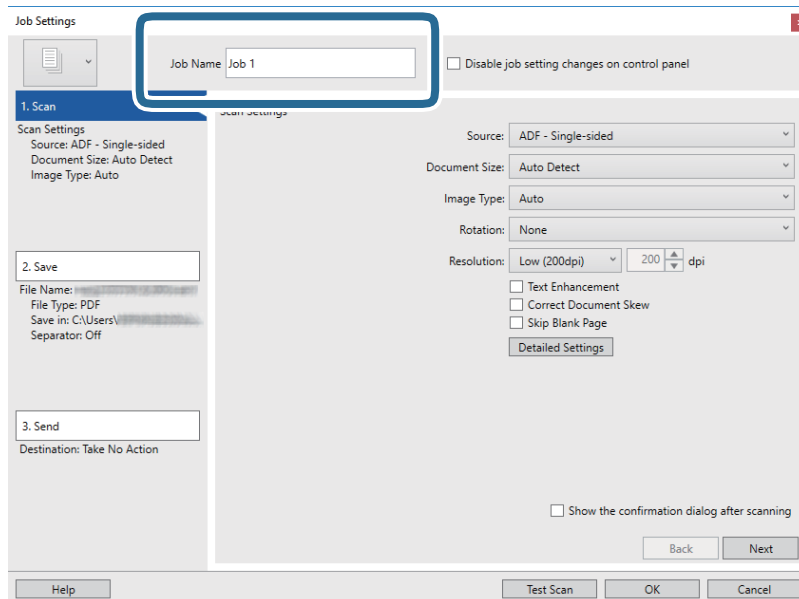 Job Settings
Job Name Job 1
Disable job setting changes on control panel
1. Scan
Scan Settings
Source: ADF - Single-sided
Document Size: Auto Detect
Image Type: Auto
2. Save
File Name:
File Type: PDF
Save in: C:\Users\
Separator: Off
3. Send
Destination: Take No Action
Scan Settings
Source: ADF - Single-sided
Document Size: Auto Detect
Image Type: Auto
Rotation: None
Resolution: Low (200dpi) 200 dpi
Text Enhancement
Correct Document Skew
Skip Blank Page
Detailed Settings
Show the confirmation dialog after scanning
Back Next
Help Test Scan OK Cancel